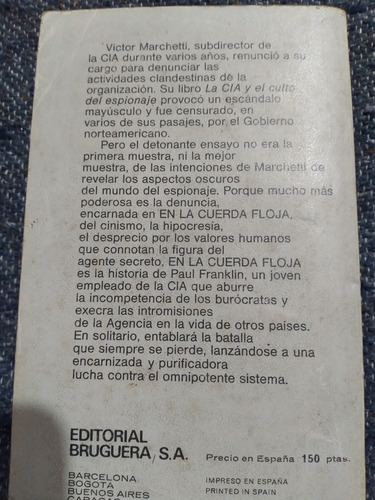 Victor Marchetti, subdirector de
la CIA durante varios años, renunció a su
cargo para denunciar las
actividades clandestinas de la
organización. Su libro La CIA y el culto
del espionaje provocó un escándalo
mayúsculo y fue censurado, en
varios de sus pasajes, por el Gobierno
norteamericano.
Pero el detonante ensayo no era la
primera muestra, ni la mejor
muestra, de las intenciones de Marchetti de
revelar los aspectos oscuros
del mundo del espionaje. Porque mucho más
poderosa es la denuncia,
encarnada en EN LA CUERDA FLOJA,
del cinismo, la hipocresía,
el desprecio por los valores humanos
que connotan la figura del
agente secreto. EN LA CUERDA FLOJA
es la historia de Paul Franklin, un joven
empleado de la CIA que aburre
la incompetencia de los burócratas y
execra las intromisiones
de la Agencia en la vida de otros países.
En solitario, entablará la batalla
que siempre se pierde, lanzándose a una
encarnizada y purificadora
lucha contra el omnipotente sistema.
EDITORIAL
BRUGUERA, S.A.
Precio en España 150 ptas.
BARCELONA
BOGOTA
BUENOS AIRES
CARACAS
IMPRESO EN ESPAÑA
PRINTED IN SPAIN